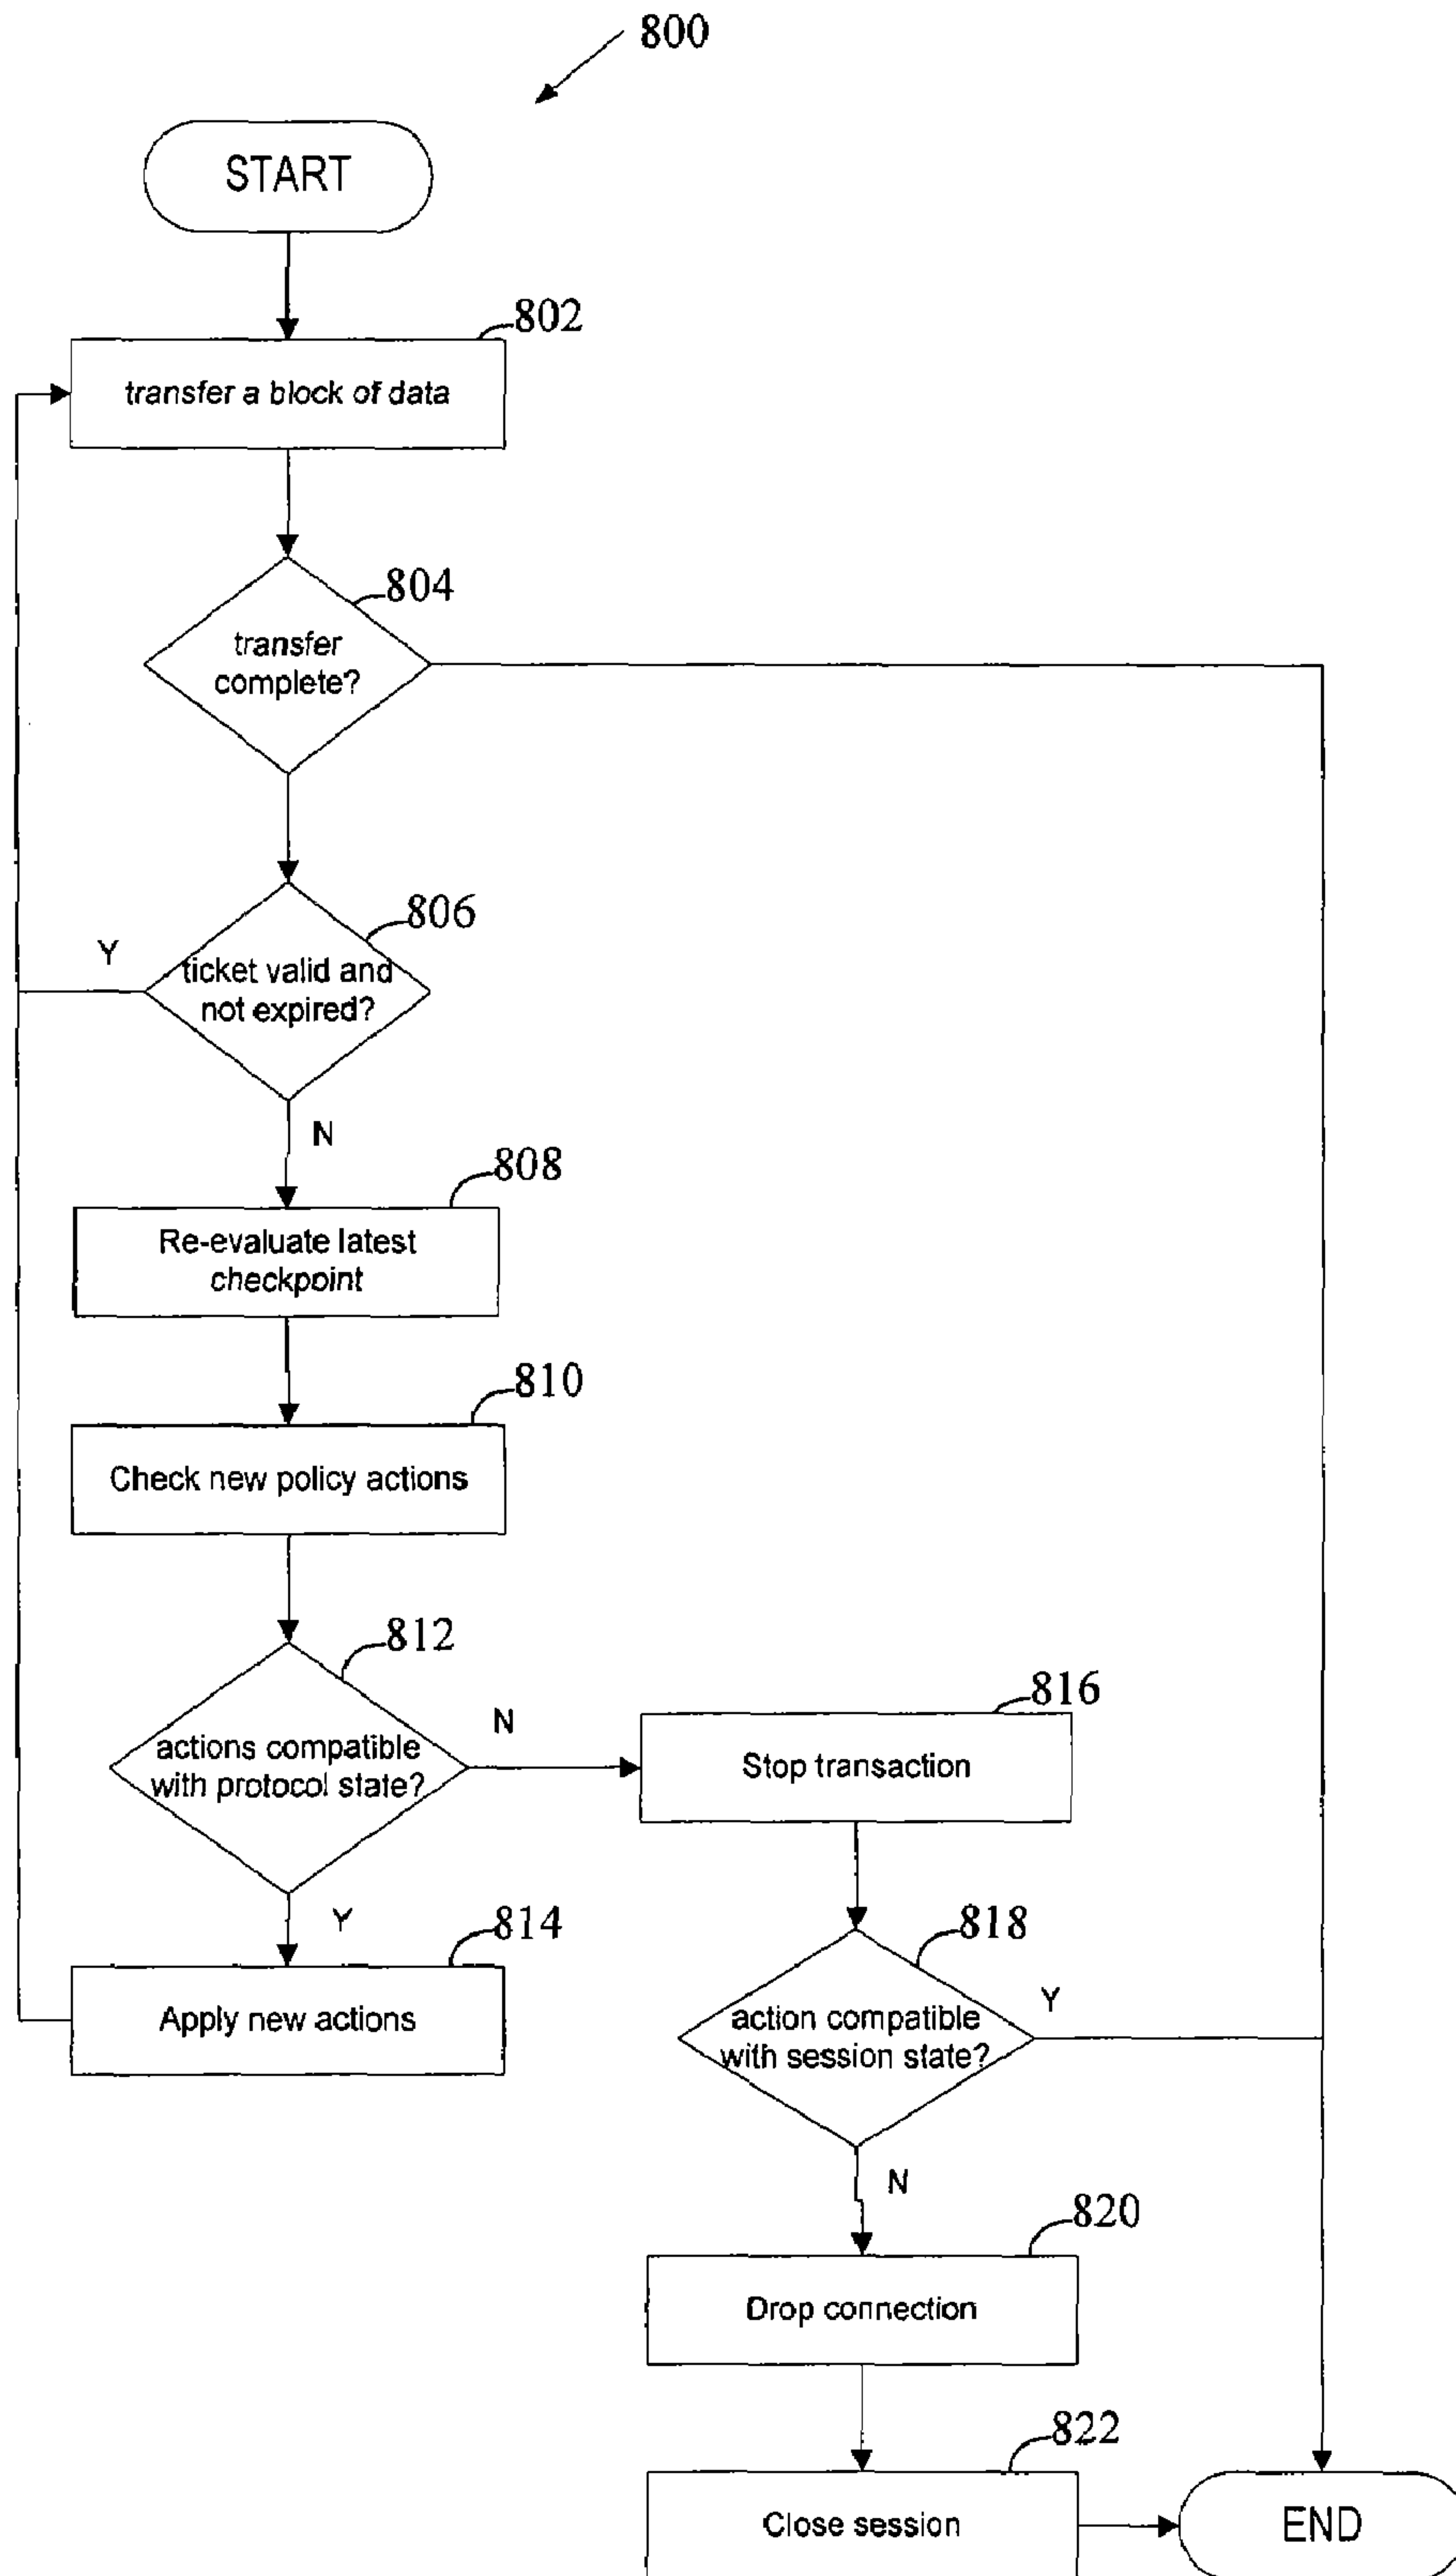 800
START
802
transfer a block of data
804
transfer
complete?
806
Y
ticket valid and
not expired?
N
808
Re-evaluate latest
checkpoint
810
Check new policy actions
812
actions compatible
with protocol state?
N
816
Stop transaction
Y
814
Apply new actions
818
action compatible
with session state?
Y
N
820
Drop connection
822
Close session
END